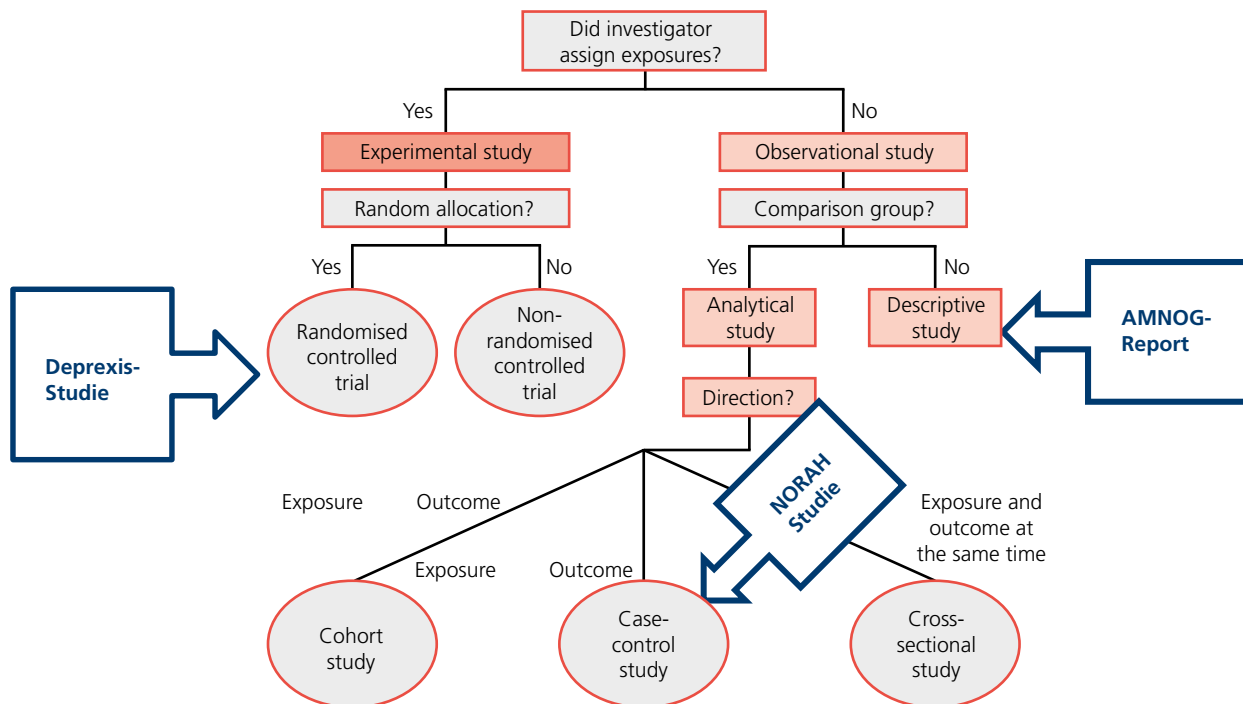 Did investigator
assign exposures?
Yes
No
Experimental study
Observational study
Random allocation?
Comparison group?
Yes
No
Yes
No
Deprexis-
Studie
Randomised
controlled
trial
Non-
randomised
controlled
trial
Analytical
study
Descriptive
study
AMNOG-
Report
Direction?
NORAH
Studie
Exposure
Outcome
Exposure and
outcome at
the same time
Exposure
Outcome
Cohort
study
Case-
control
study
Cross-
sectional
study